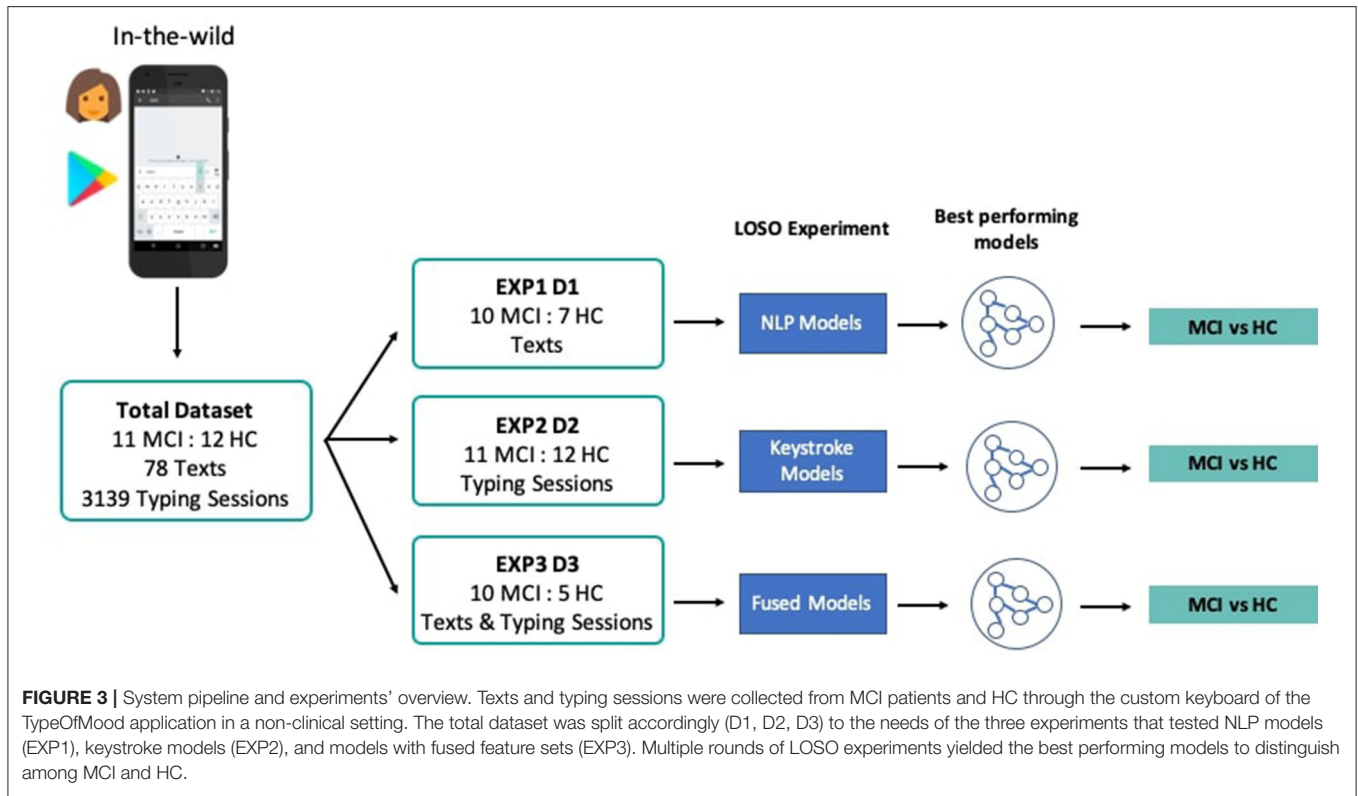 In-the-wild
LOSO Experiment
Best performing
models
EXP1 D1
10 MCI : 7 HC
Texts
NLP Models
MCI vs HC
Total Dataset
11 MCI : 12 HC
78 Texts
3139 Typing Sessions
EXP2 D2
11 MCI : 12 HC
Typing Sessions
Keystroke
Models
MCI vs HC
EXP3 D3
10 MCI : 5 HC
Texts & Typing Sessions
Fused Models
MCI vs HC
FIGURE 3 | System pipeline and experiments' overview. Texts and typing sessions were collected from MCI patients and HC through the custom keyboard of the
TypeOfMood application in a non-clinical setting. The total dataset was split accordingly (D1, D2, D3) to the needs of the three experiments that tested NLP models
(EXP1), keystroke models (EXP2), and models with fused feature sets (EXP3). Multiple rounds of LOSO experiments yielded the best performing models to distinguish
among MCI and HC.